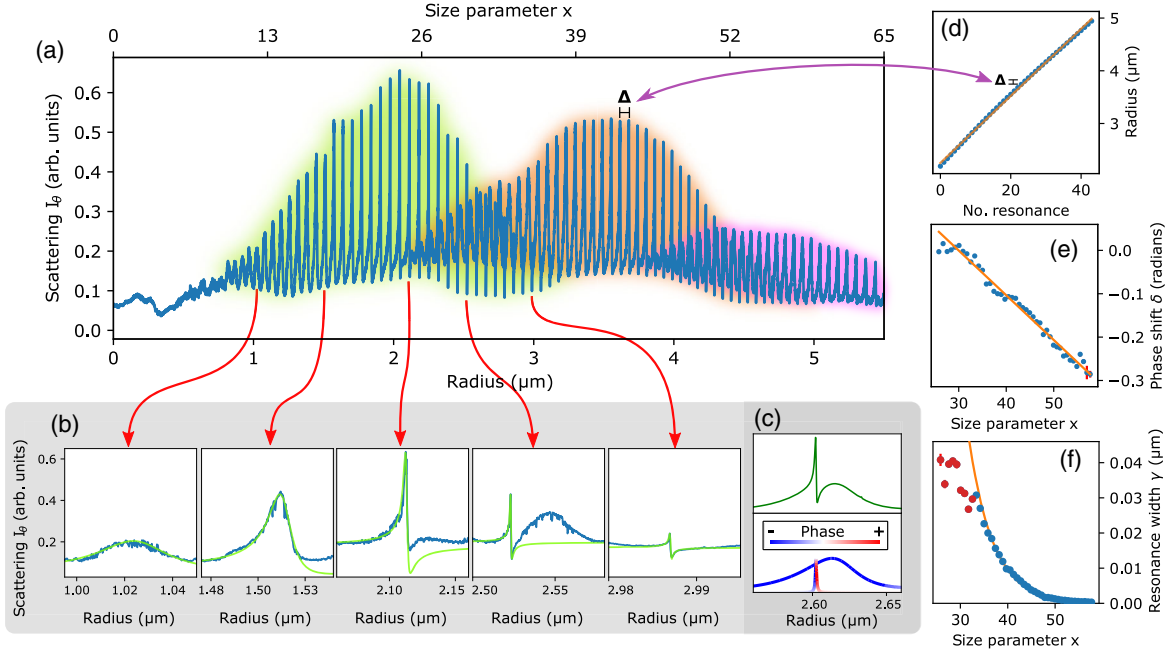 Size parameter x
0 13 26 39 42 52 65
(a)
Scattering I_θ (arb. units)
0.6
0.5
0.4
0.3
0.2
0.1
0.0
Δ
0 1 2 3 4 5
Radius (μm)
(d)
Δ
5
4
3
Radius (μm)
0 20 40
No. resonance
(e)
0.0
−0.1
−0.2
−0.3
Phase shift δ (radians)
30 40 50
Size parameter x
(b)
Scattering I_θ (arb. units)
0.6
0.4
0.2
1.00 1.02 1.04
Radius (μm)
1.48 1.50 1.53
Radius (μm)
2.10 2.15
Radius (μm)
2.50 2.55
Radius (μm)
2.98 2.99
Radius (μm)
(c)
- Phase +
2.60 2.65
Radius (μm)
(f)
0.04
0.03
0.02
0.01
0.00
Resonance width γ (μm)
30 40 50
Size parameter x